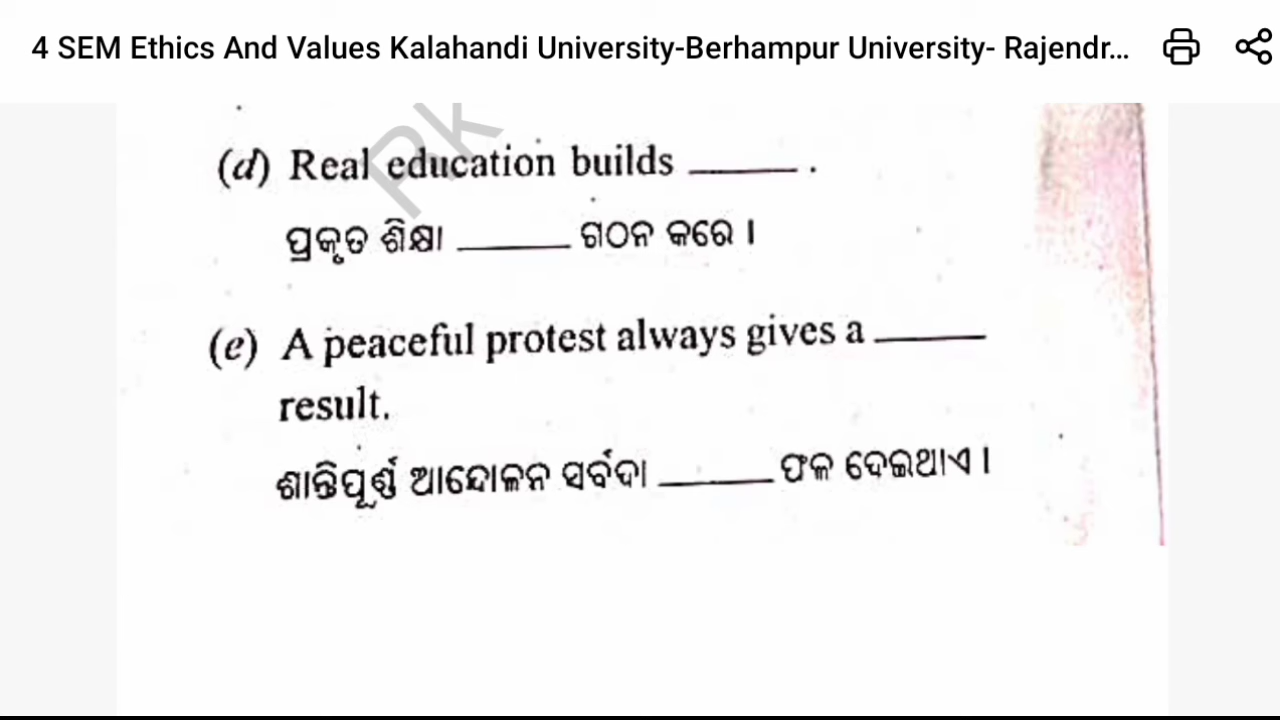 4 SEM Ethics And Values Kalahandi University-Berhampur University- Rajendr...
Pk
(d) Real education builds ______ .
ପ୍ରକୃତ ଶିକ୍ଷା ______ ଗଠନ କରେ ।
(e) A peaceful protest always gives a ______
result.
ଶାନ୍ତିପୂର୍ଣ୍ଣ ଆନ୍ଦୋଳନ ସର୍ବଦା ______ ଫଳ ଦେଇଥାଏ ।